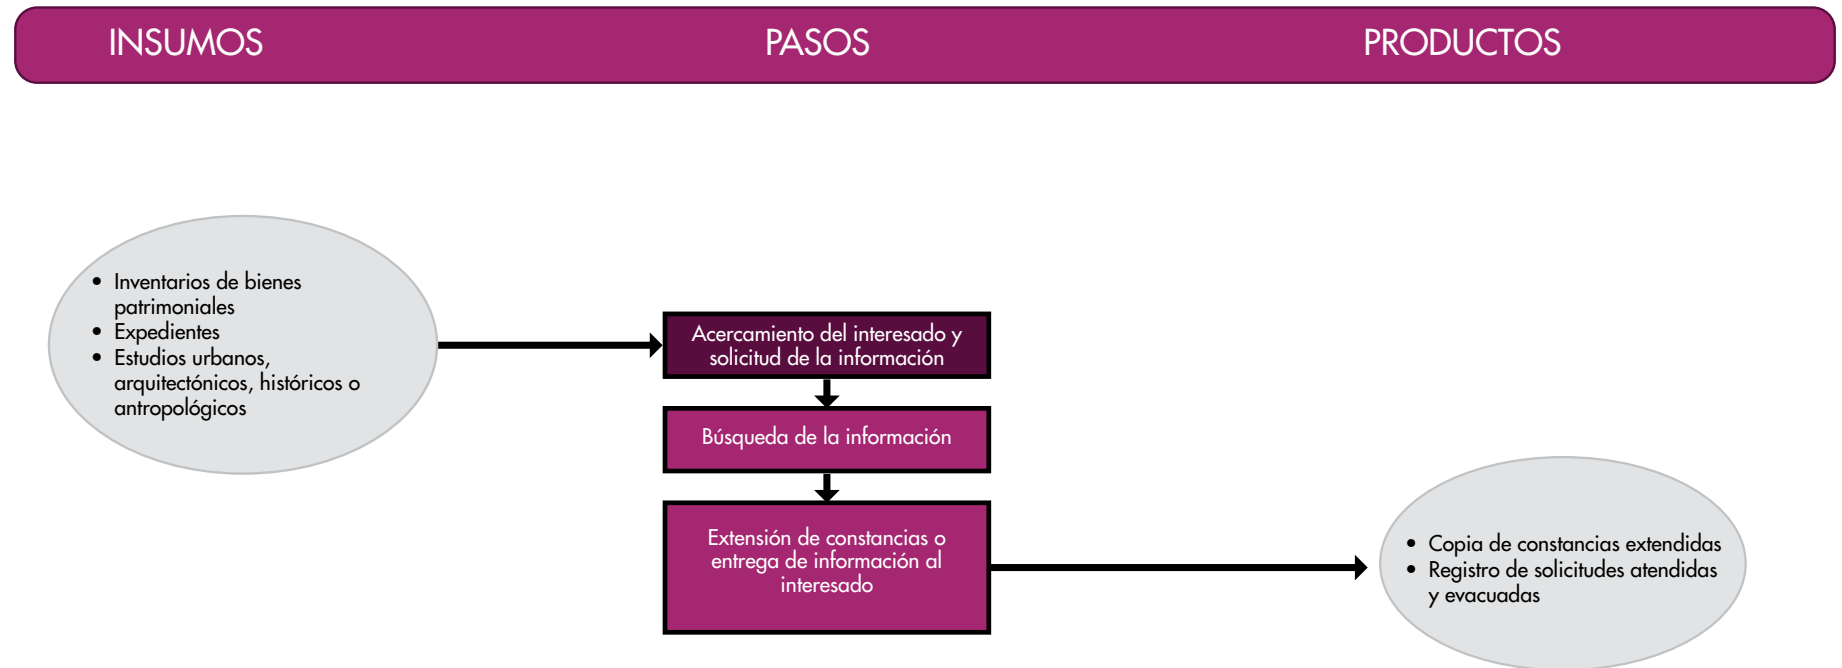 INSUMOS
PASOS
PRODUCTOS
• Inventarios de bienes
patrimoniales
• Expedientes
• Estudios urbanos,
arquitectónicos, históricos o
antropológicos
Acercamiento del interesado y
solicitud de la información
Búsqueda de la información
Extensión de constancias o
entrega de información al
interesado
• Copia de constancias extendidas
• Registro de solicitudes atendidas
y evacuadas